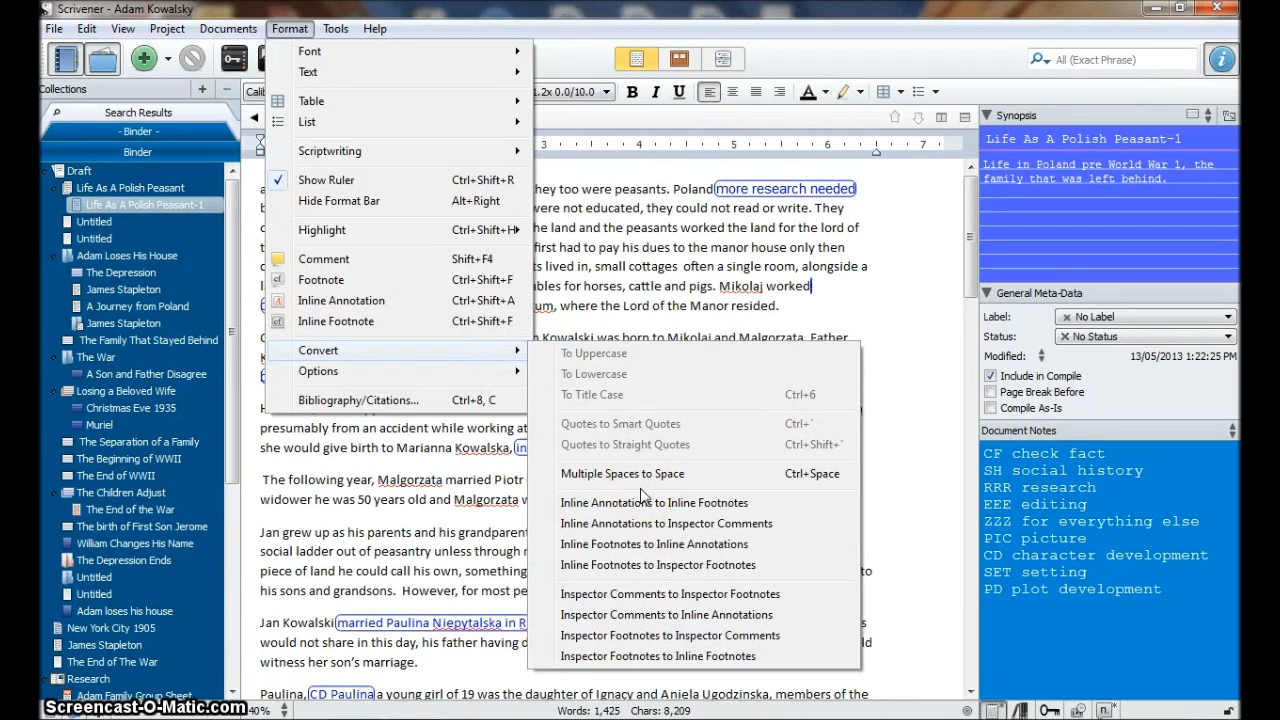 Scrivener - Adam Kowalsky
File Edit View Project Documents Format Tools Help
All (Exact Phrase)
Collections
Search Results
- Binder -
Binder
Draft
Life As A Polish Peasant
Life As A Polish Peasant-1
Untitled
Untitled
Adam Loses His House
The Depression
James Stapleton
A Journey from Poland
James Stapleton
The Family That Stayed Behind
The War
A Son and Father Disagree
Losing a Beloved Wife
Christmas Eve 1935
Muriel
The Separation of a Family
The Beginning of WWII
The End of WWII
The Children Adjust
The End of the War
The birth of First Son Jerome
William Changes His Name
The Depression Ends
Untitled
Untitled
Adam loses his house
New York City 1905
James Stapleton
The End of The War
Research
Adam Family Group Sheet
Font
Text
Table
List
Scriptwriting
Show Ruler Ctrl+Shift+R
Hide Format Bar Alt+Right
Highlight Ctrl+Shift+H
Comment Shift+F4
Footnote Ctrl+Shift+F
Inline Annotation Ctrl+Shift+A
Inline Footnote Ctrl+Shift+F
Convert
Options
Bibliography/Citations... Ctrl+8, C
To Uppercase
To Lowercase
To Title Case Ctrl+6
Quotes to Smart Quotes Ctrl+`
Quotes to Straight Quotes Ctrl+Shift+`
Multiple Spaces to Space Ctrl+Space
Inline Annotations to Inline Footnotes
Inline Annotations to Inspector Comments
Inline Footnotes to Inline Annotations
Inline Footnotes to Inspector Footnotes
Inspector Comments to Inspector Footnotes
Inspector Comments to Inline Annotations
Inspector Footnotes to Inspector Comments
Inspector Footnotes to Inline Footnotes
Calib 1.2x 0.0/10.0 B I U A
3 4 5 6 7
they too were peasants. Poland more research needed
were not educated, they could not read or write. They
he land and the peasants worked the land for the lord of
first had to pay his dues to the manor house only then
ts lived in, small cottages often a single room, alongside a
ables for horses, cattle and pigs. Mikolaj worked
um, where the Lord of the Manor resided.
n Kowalski was born to Mikolaj and Malgorzata. Father
presumably from an accident while working at
she would give birth to Marianna Kowalska, in
The following year, Malgorzata married Piotr
widower he was 50 years old and Malgorzata w
Jan grew up as his parents and his grandparent
social ladder out of peasantry unless through m
piece of land he could call his own, something to
his sons and grandsons. However, for most pe
Jan Kowalski married Paulina Niepytalska in R as
would not share in this day, his father having d
witness her son's marriage.
Paulina, CD Paulina a young girl of 19 was the daughter of Ignacy and Aniela Ugodzinska, members of the
40% Words: 1,425 Chars: 8,209
Synopsis
Life As A Polish Peasant-1
Life in Poland pre World War 1, the
family that was left behind.
General Meta-Data
Label: No Label
Status: No Status
Modified: 13/05/2013 1:22:25 PM
Include in Compile
Page Break Before
Compile As-Is
Document Notes
CF check fact
SH social history
RRR research
EEE editing
ZZZ for everything else
PIC picture
CD character development
SET setting
PD plot development
Screencast-O-Matic.com